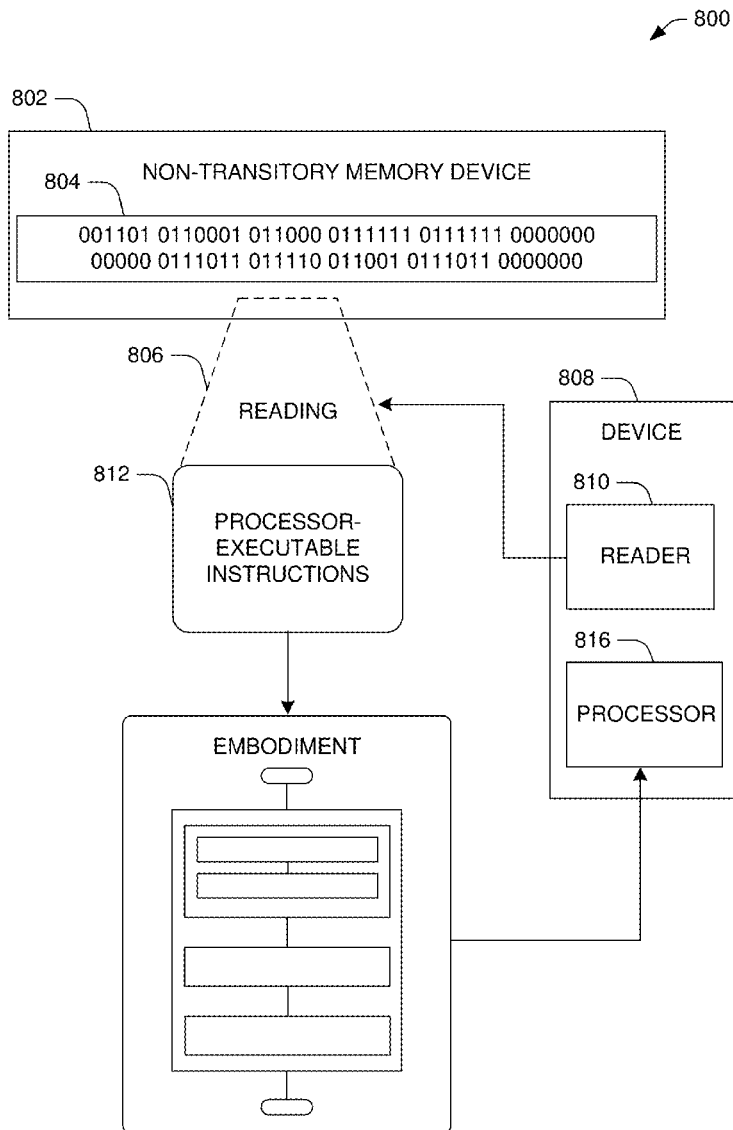 800
802
NON-TRANSITORY MEMORY DEVICE
804
001101 0110001 011000 0111111 0111111 0000000
00000 0111011 011110 011001 0111011 0000000
806
READING
808
DEVICE
812
810
PROCESSOR-
EXECUTABLE
INSTRUCTIONS
READER
816
PROCESSOR
EMBODIMENT